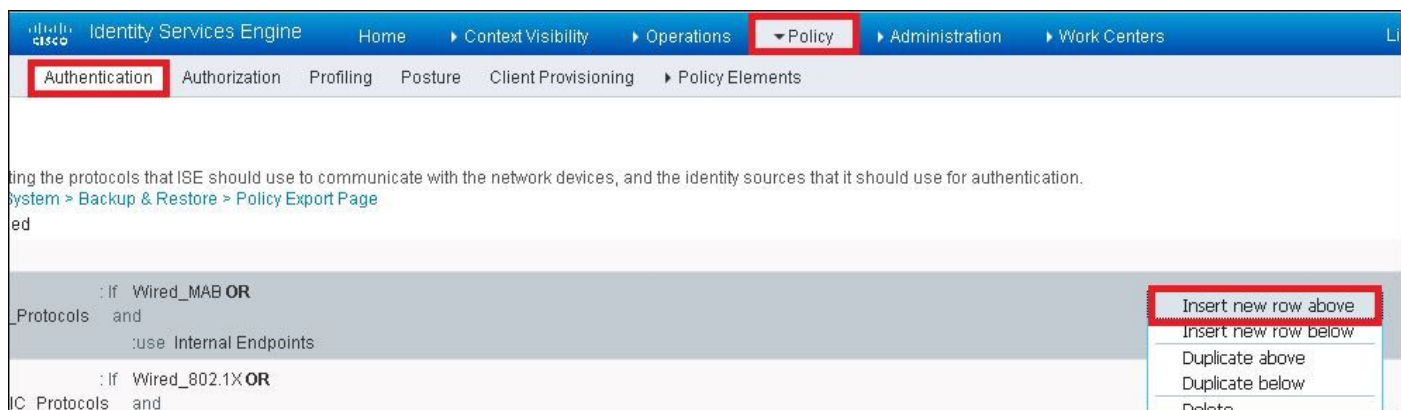 cisco Identity Services Engine Home Context Visibility Operations Policy Administration Work Centers Li
Authentication Authorization Profiling Posture Client Provisioning Policy Elements
ting the protocols that ISE should use to communicate with the network devices, and the identity sources that it should use for authentication.
System > Backup & Restore > Policy Export Page
ed
: If Wired_MAB OR
_Protocols and
:use Internal Endpoints
: If Wired_802.1X OR
IC_Protocols and
Insert new row above
Insert new row below
Duplicate above
Duplicate below
Delete